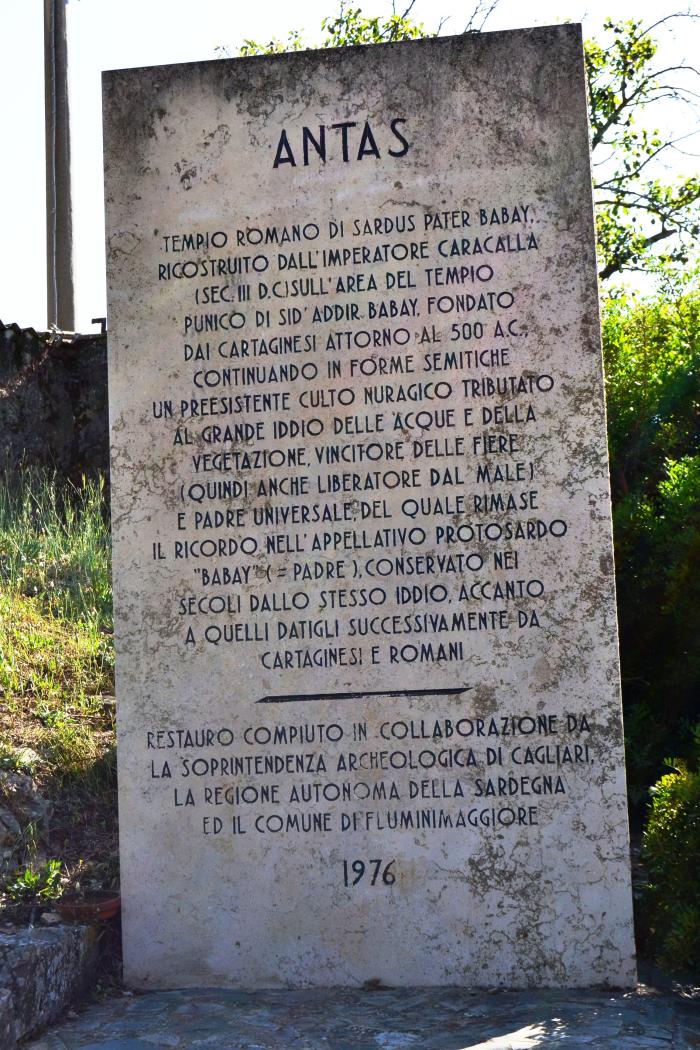 ANTAS
TEMPIO ROMANO DI SARDUS PATER BABAY,
RICOSTRUITO DALL'IMPERATORE CARACALLA
(SEC. III D.C) SULL'AREA DEL TEMPIO
PUNICO DI SID' ADDIR BABAY, FONDATO
DAI CARTAGINESI ATTORNO AL 500 A.C.,
CONTINUANDO IN FORME SEMITICHE
UN PREESISTENTE CULTO NURAGICO TRIBUTATO
AL GRANDE IDDIO DELLE ACQUE E DELLA
VEGETAZIONE, VINCITORE DELLE FIERE
(QUINDI ANCHE LIBERATORE DAL MALE)
E PADRE UNIVERSALE, DEL QUALE RIMASE
IL RICORDO NELL'APPELLATIVO PROTOSARDO
"BABAY" (= PADRE), CONSERVATO NEI
SECOLI DALLO STESSO IDDIO, ACCANTO
A QUELLI DATIGLI SUCCESSIVAMENTE DA
CARTAGINESI E ROMANI
RESTAURO COMPIUTO IN COLLABORAZIONE DA
LA SOPRINTENDENZA ARCHEOLOGICA DI CAGLIARI,
LA REGIONE AUTONOMA DELLA SARDEGNA
ED IL COMUNE DI FLUMINIMAGGIORE
1976